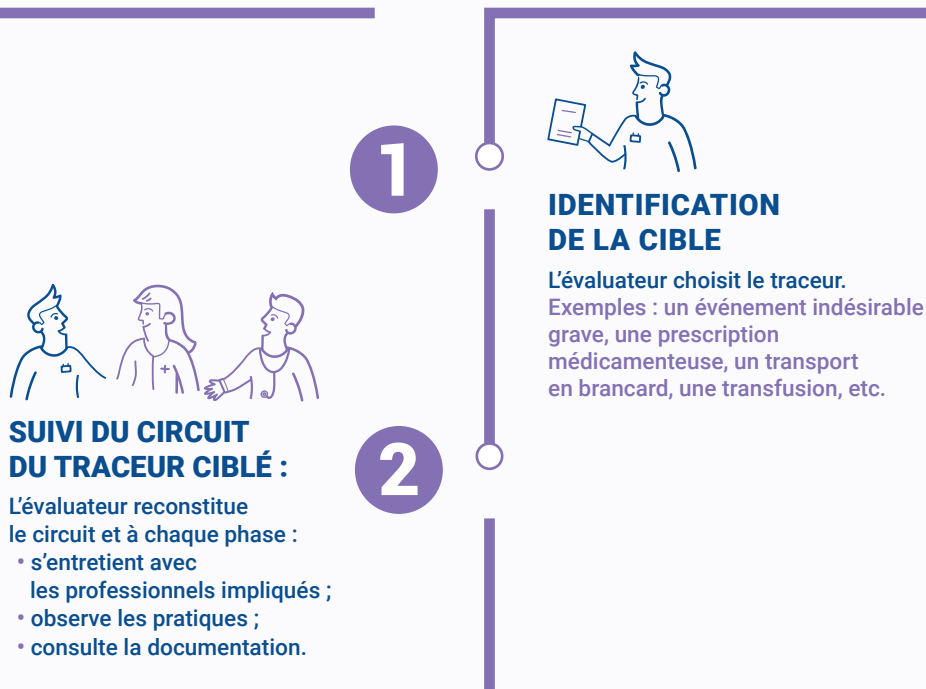 1
IDENTIFICATION
DE LA CIBLE
L’évaluateur choisit le traceur.
Exemples : un événement indésirable
grave, une prescription
médicamenteuse, un transport
en brancard, une transfusion, etc.
2
SUIVI DU CIRCUIT
DU TRACEUR CIBLÉ :
L’évaluateur reconstitue
le circuit et à chaque phase :
• s’entretient avec
les professionnels impliqués ;
• observe les pratiques ;
• consulte la documentation.